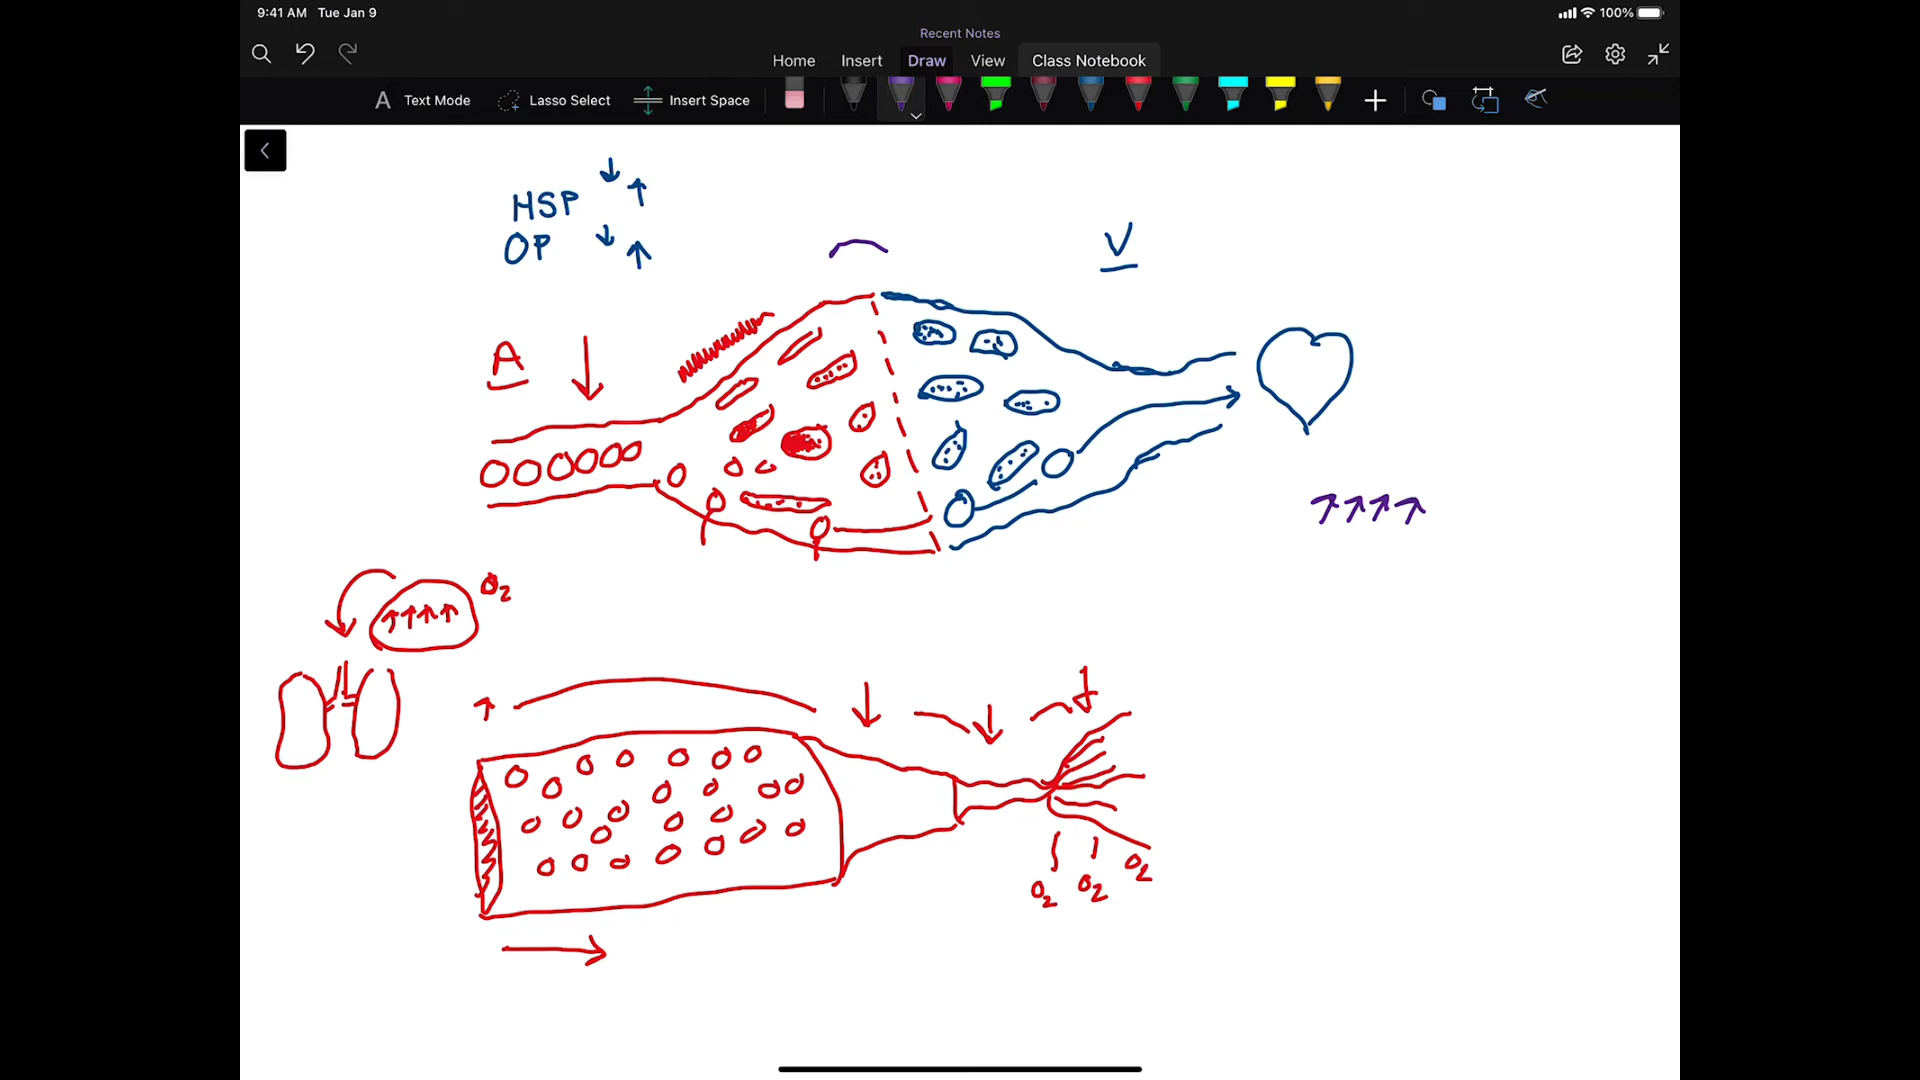 9:41 AM Tue Jan 9
100%
Recent Notes
Home Insert Draw View Class Notebook
A Text Mode Lasso Select Insert Space
HSP ↓ ↑
OP ↓ ↑
V
A
O2
O2 O2 O2